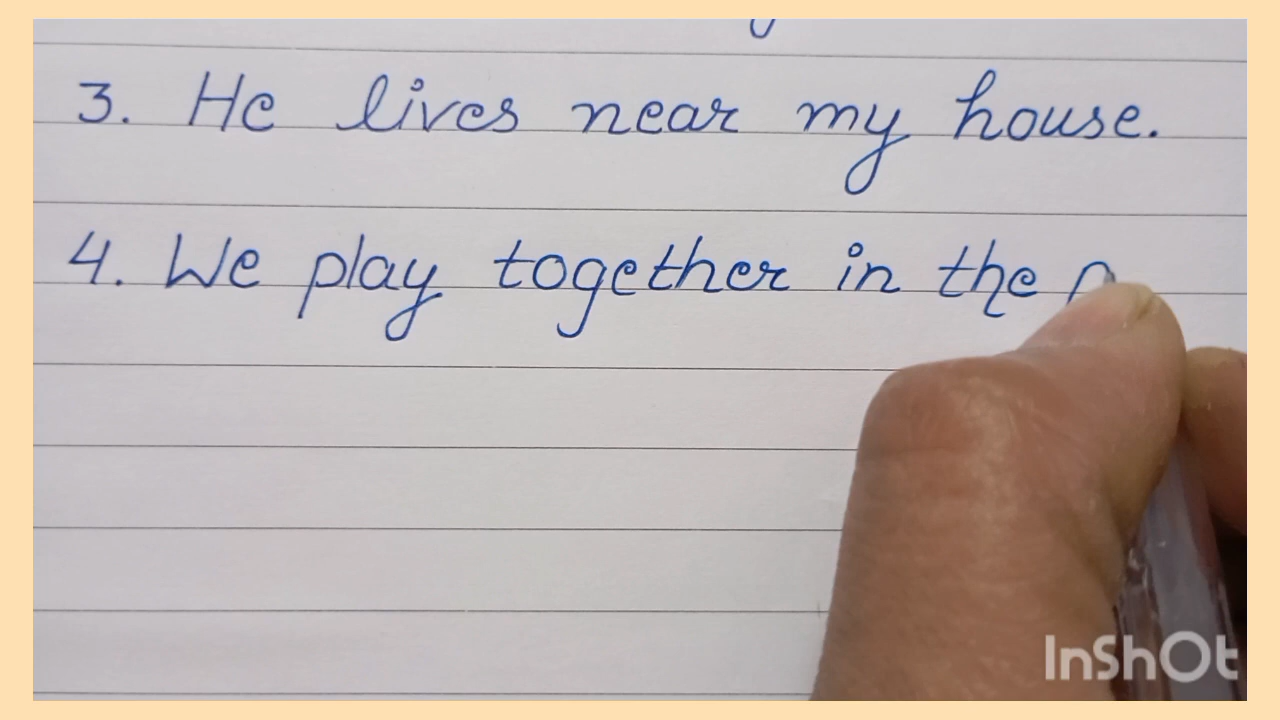 3. He lives near my house.
4. We play together in the
InShOt